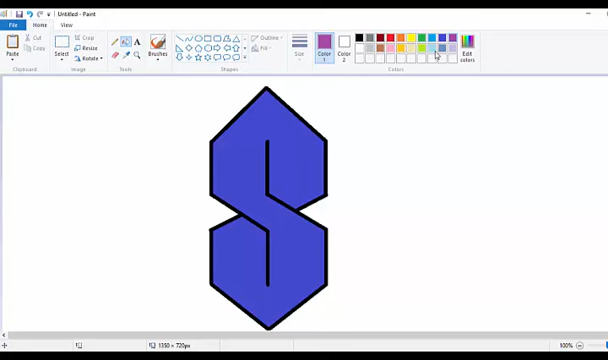 Untitled - Paint
File Home View
Paste
Cut
Copy
Clipboard
Select
Crop
Resize
Rotate
Image
A
Tools
Brushes
Shapes
Outline
Fill
Size
Color 1
Color 2
Edit colors
Colors
1350 × 720px
100%